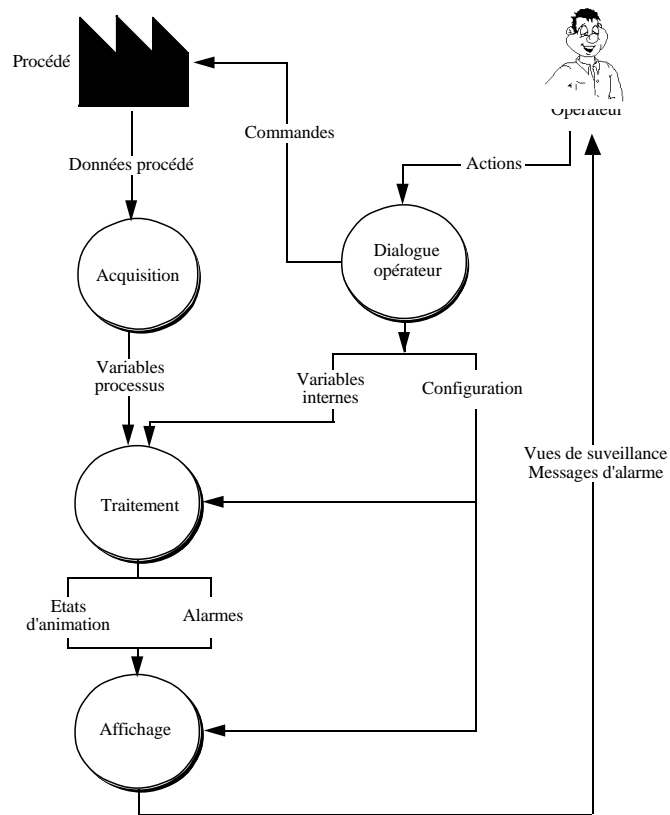 Procédé
Opérateur
Commandes
Données procédé
Actions
Acquisition
Dialogue
opérateur
Variables
processus
Variables
internes
Configuration
Vues de suveillance
Messages d'alarme
Traitement
Etats
d'animation
Alarmes
Affichage